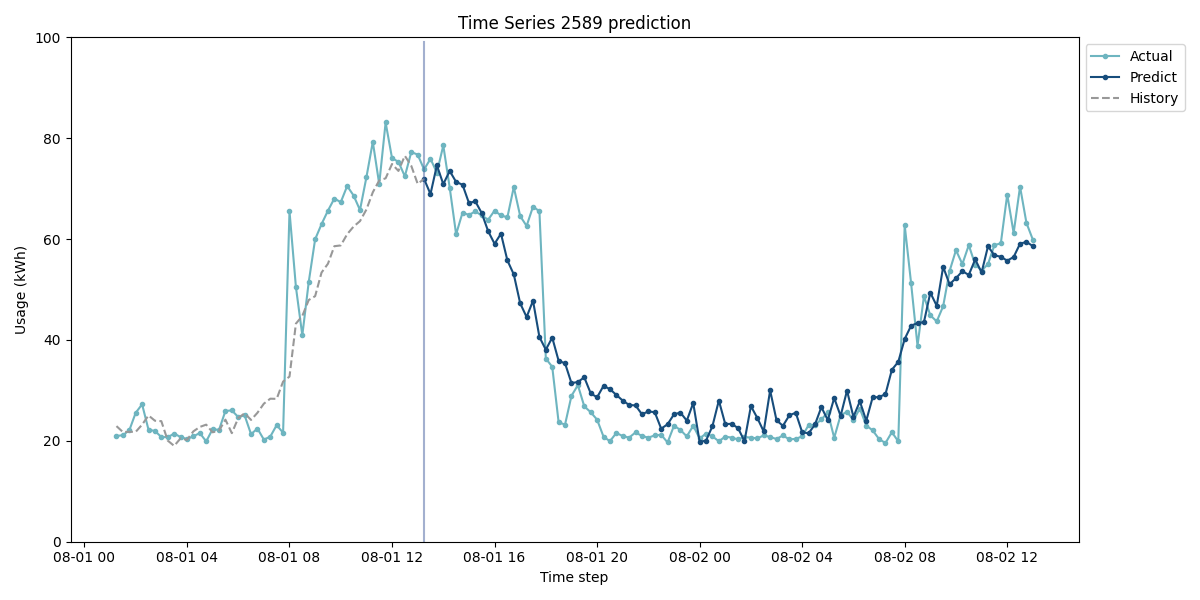 Time Series 2589 prediction
Usage (kWh)
100
80
60
40
20
0
08-01 00
08-01 04
08-01 08
08-01 12
08-01 16
08-01 20
08-02 00
08-02 04
08-02 08
08-02 12
Time step
Actual
Predict
History